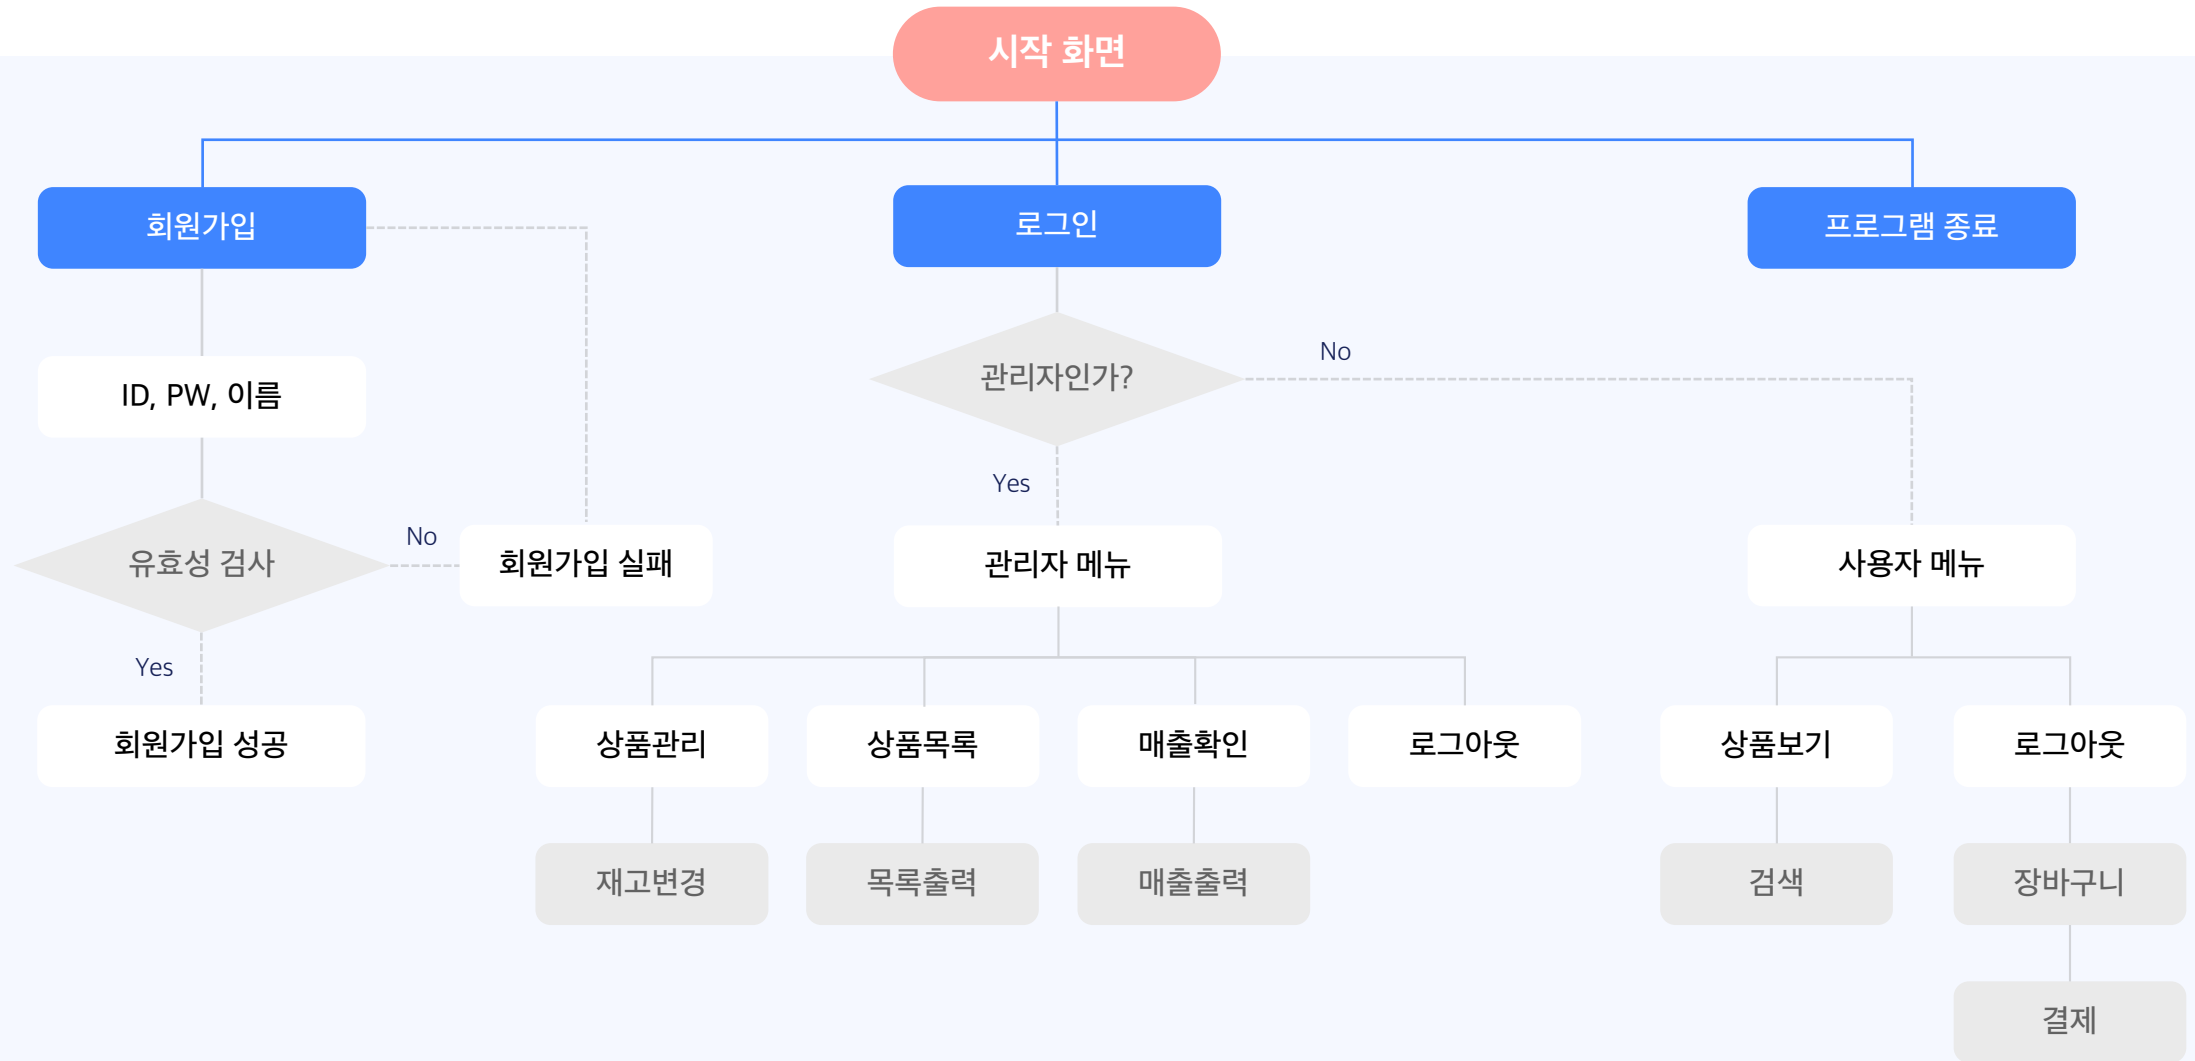 시작 화면
회원가입
로그인
프로그램 종료
ID, PW, 이름
관리자인가?
No
Yes
유효성 검사
No
회원가입 실패
관리자 메뉴
사용자 메뉴
Yes
회원가입 성공
상품관리
상품목록
매출확인
로그아웃
상품보기
로그아웃
재고변경
목록출력
매출출력
검색
장바구니
결제